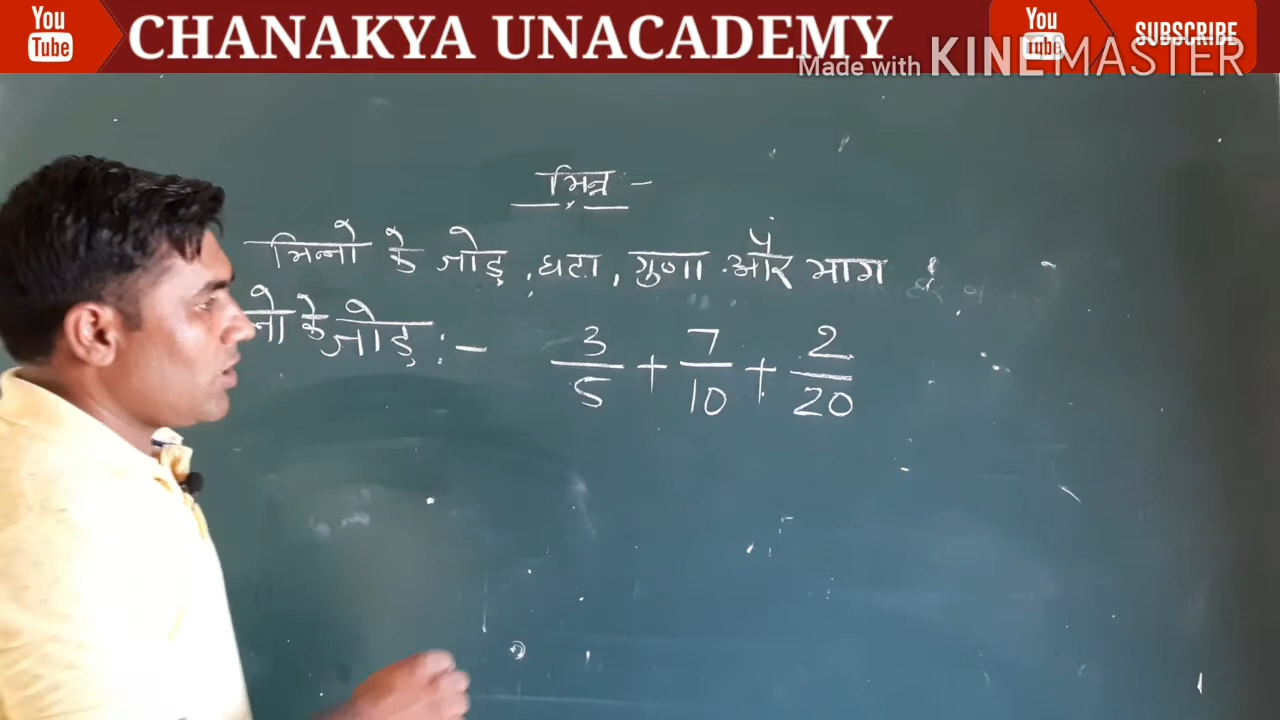 You Tube CHANAKYA UNACADEMY You Tube SUBSCRIBE
Made with KINEMASTER
भिन्न -
भिन्नो के जोड़, घटा, गुणा और भाग
नो के जोड़ :- 3/5 + 7/10 + 2/20